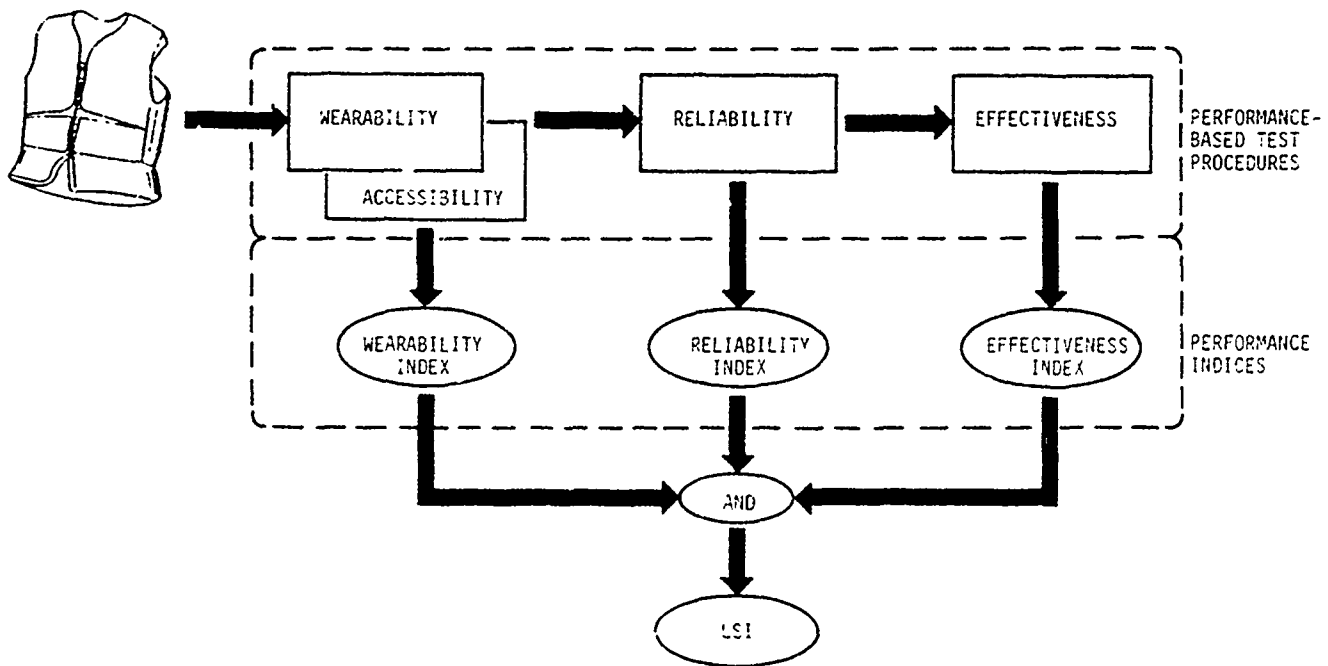 WEARABILITY
RELIABILITY
EFFECTIVENESS
PERFORMANCE-
BASED TEST
PROCEDURES
ACCESSIBILITY
WEARABILITY
INDEX
RELIABILITY
INDEX
EFFECTIVENESS
INDEX
PERFORMANCE
INDICES
AND
LSI